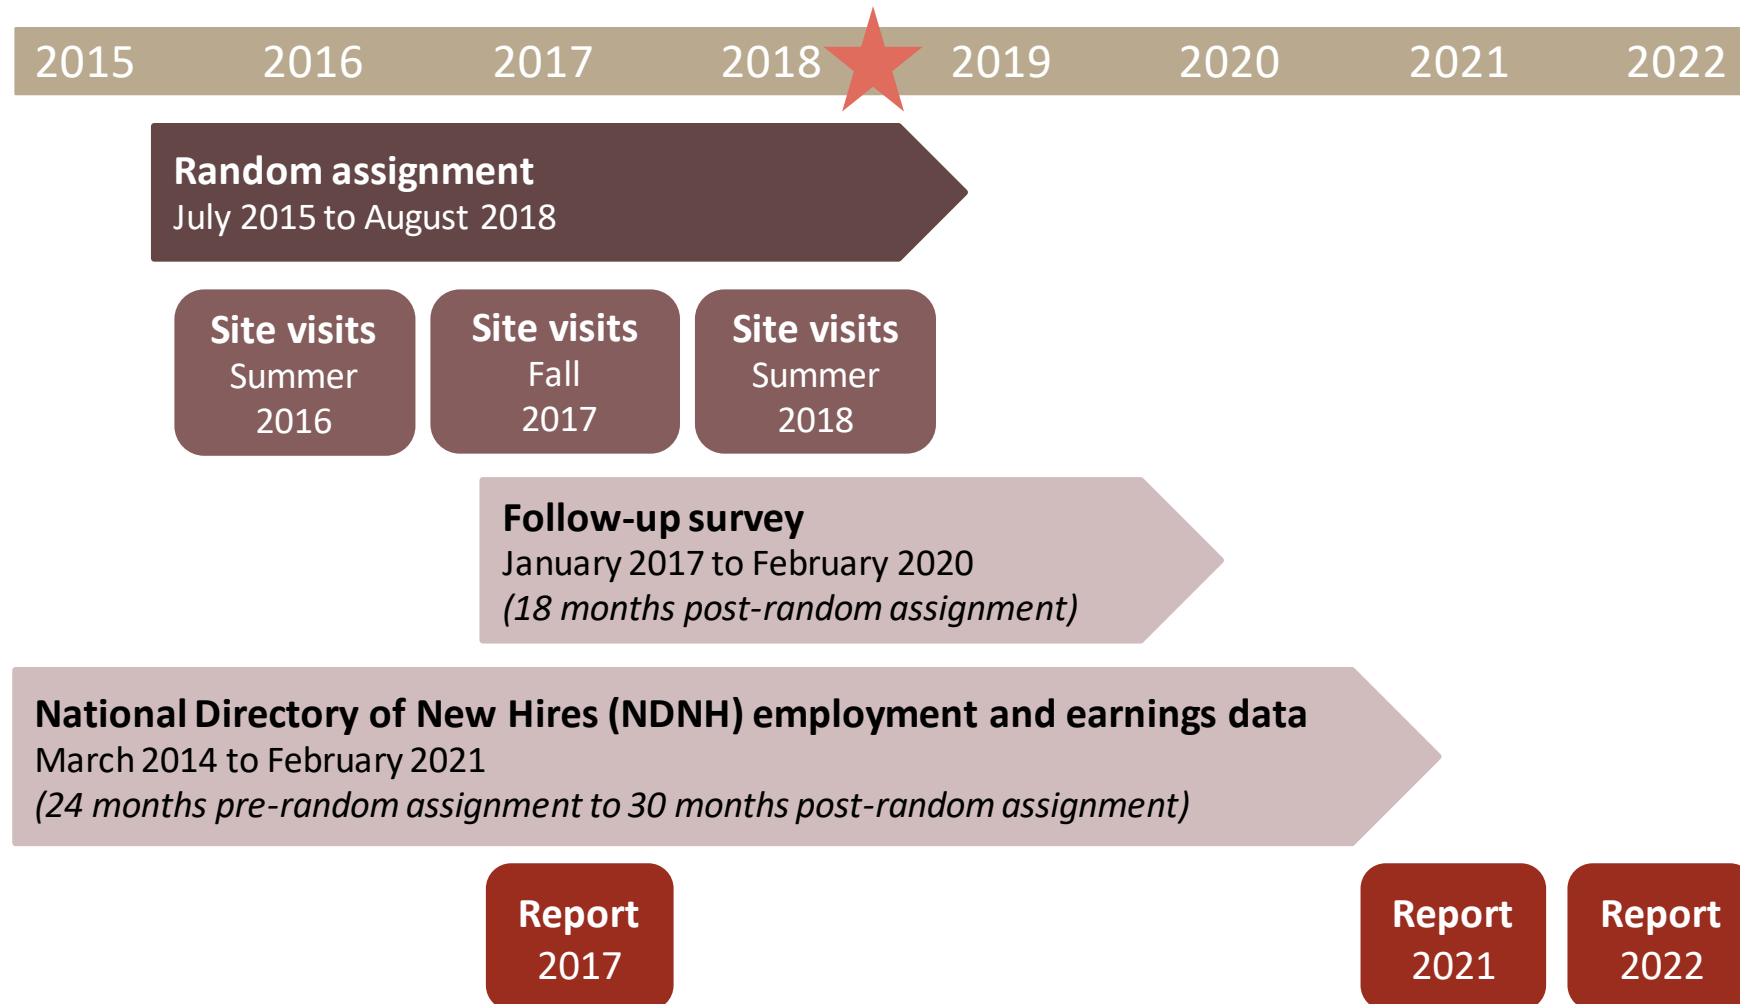 2015 2016 2017 2018 2019 2020 2021 2022
Random assignment
July 2015 to August 2018
Site visits
Summer
2016
Site visits
Fall
2017
Site visits
Summer
2018
Follow-up survey
January 2017 to February 2020
(18 months post-random assignment)
National Directory of New Hires (NDNH) employment and earnings data
March 2014 to February 2021
(24 months pre-random assignment to 30 months post-random assignment)
Report
2017
Report
2021
Report
2022